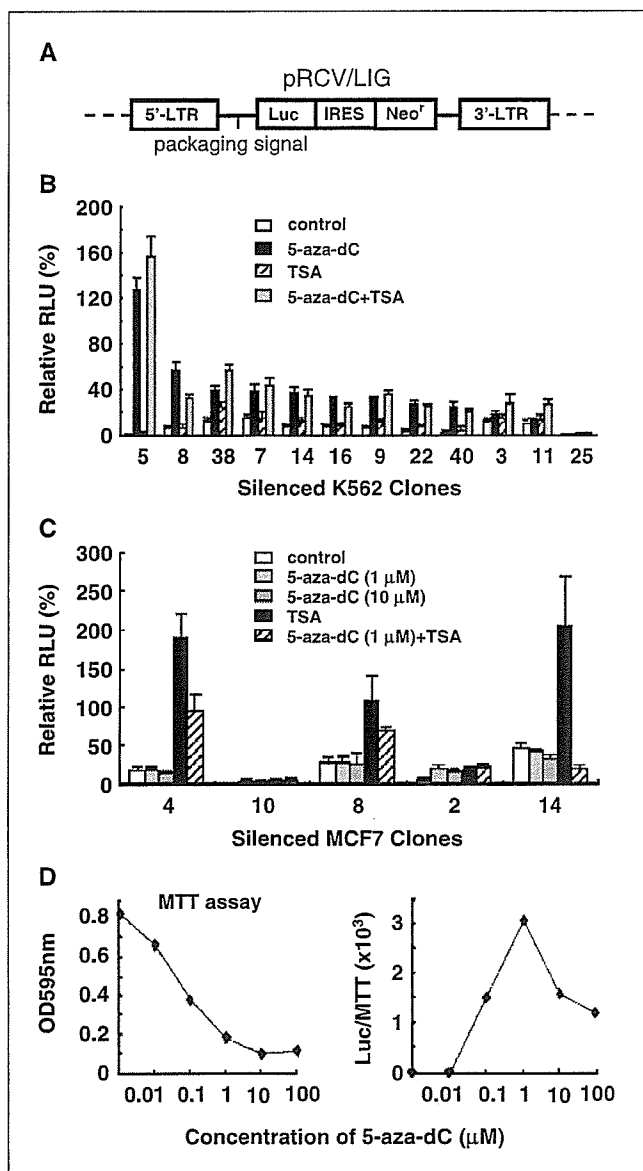 A
pRCV/LIG
5'-LTR
Luc
IRES
Neoʳ
3'-LTR
packaging signal
B
Relative RLU (%)
200
160
120
80
40
0
control
5-aza-dC
TSA
5-aza-dC+TSA
5 8 38 7 14 16 9 22 40 3 11 25
Silenced K562 Clones
C
Relative RLU (%)
300
250
200
150
100
50
0
control
5-aza-dC (1 μM)
5-aza-dC (10 μM)
TSA
5-aza-dC (1 μM)+TSA
4 10 8 2 14
Silenced MCF7 Clones
D
MTT assay
OD595nm
0.8
0.6
0.4
0.2
0
0.01 0.1 1 10 100
Luc/MTT (x10³)
3
2
1
0
0.01 0.1 1 10 100
Concentration of 5-aza-dC (μM)